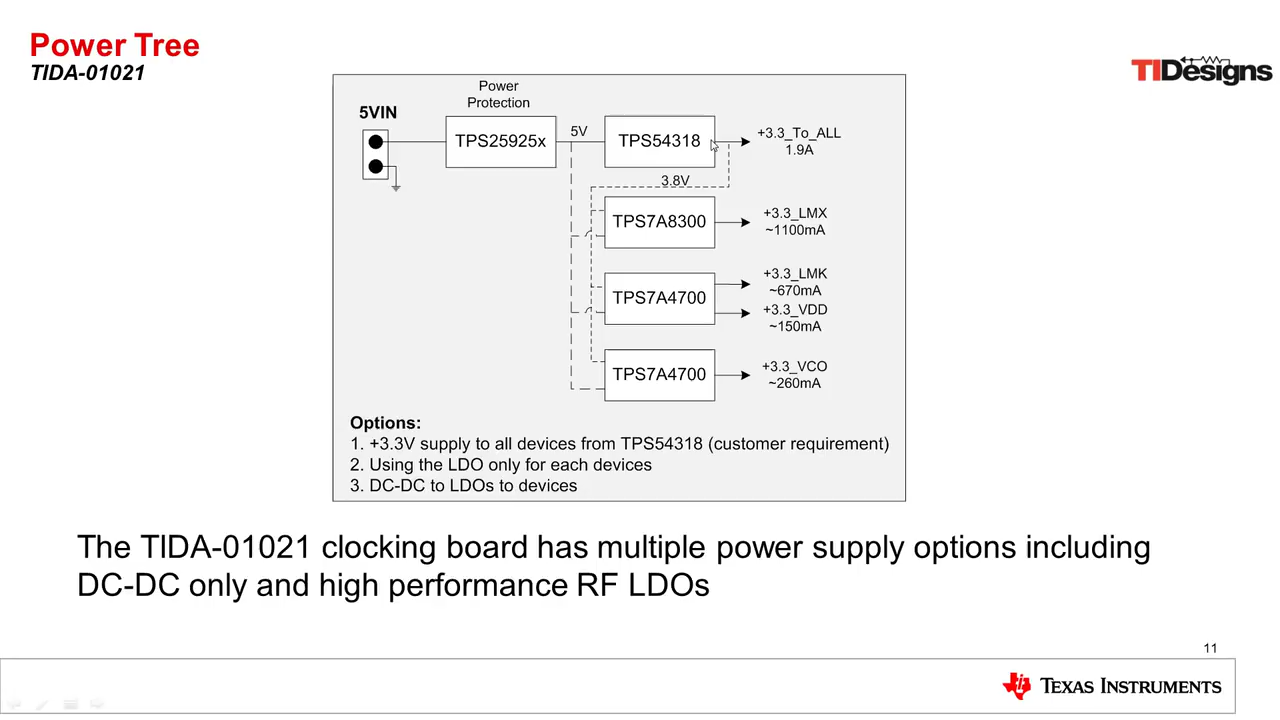 Power Tree
TIDA-01021
TIDesigns
Power
Protection
5VIN
TPS25925x
5V
TPS54318
+3.3_To_ALL
1.9A
3.8V
TPS7A8300
+3.3_LMX
~1100mA
TPS7A4700
+3.3_LMK
~670mA
+3.3_VDD
~150mA
TPS7A4700
+3.3_VCO
~260mA
Options:
1. +3.3V supply to all devices from TPS54318 (customer requirement)
2. Using the LDO only for each devices
3. DC-DC to LDOs to devices
The TIDA-01021 clocking board has multiple power supply options including
DC-DC only and high performance RF LDOs
11
TEXAS INSTRUMENTS